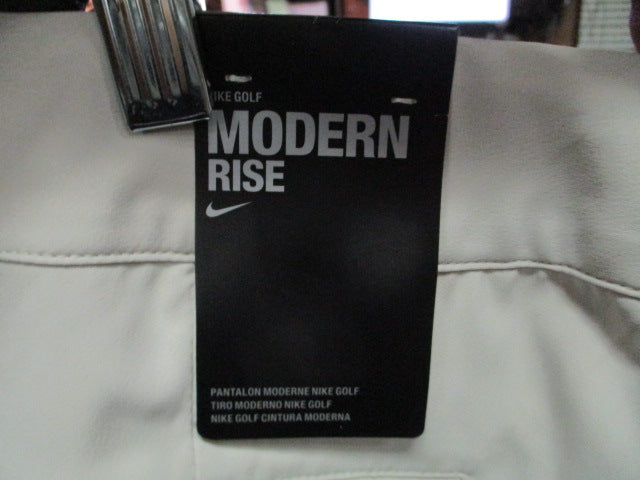 NIKE GOLF
MODERN
RISE
PANTALON MODERNE NIKE GOLF
TIRO MODERNO NIKE GOLF
NIKE GOLF CINTURA MODERNA